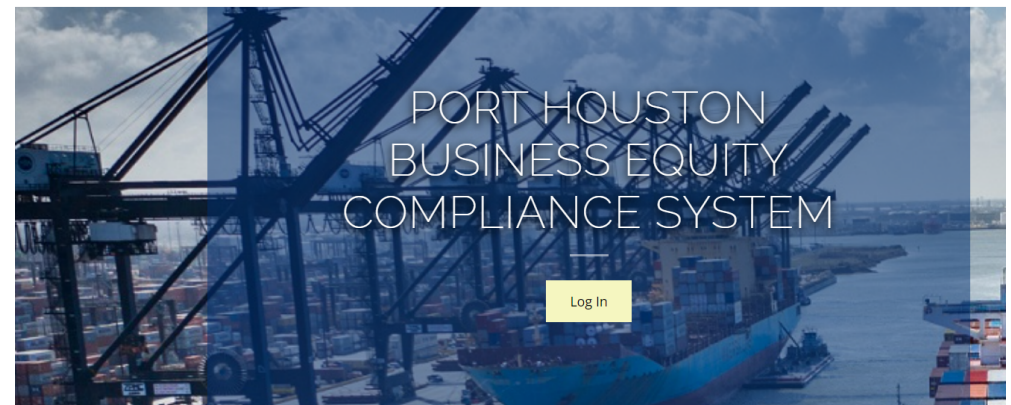 PORT HOUSTON
BUSINESS EQUITY
COMPLIANCE SYSTEM
Log In